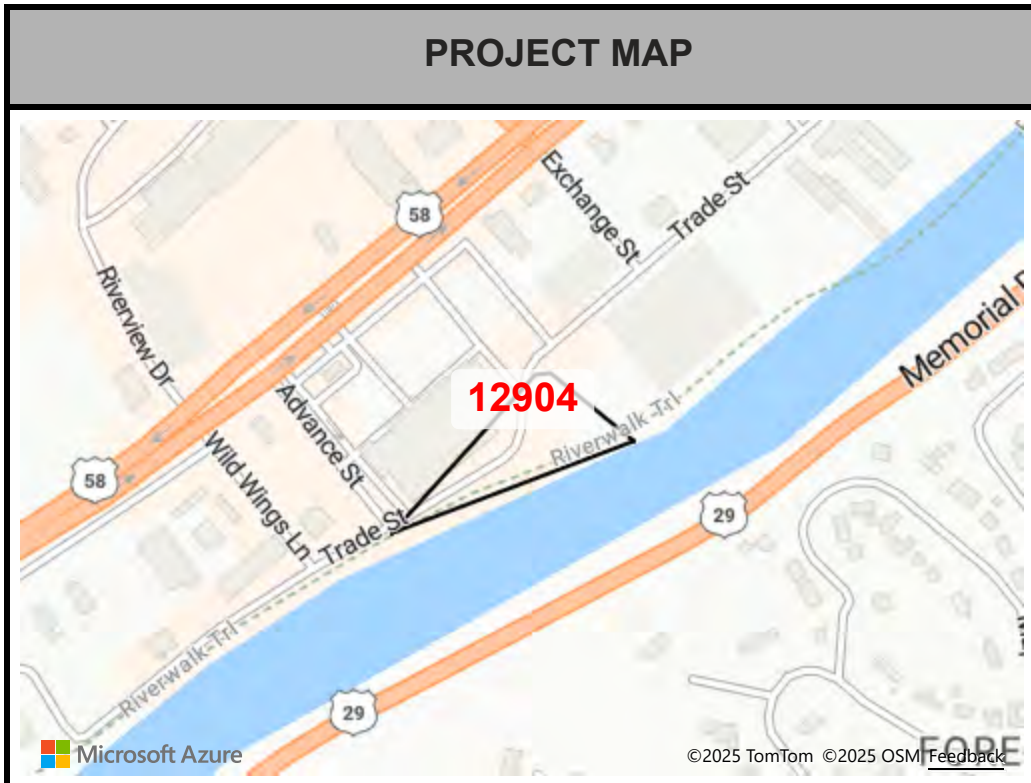 PROJECT MAP
58
Exchange St
Trade St
Riverview Dr
Memorial
12904
Advance St
Riverwalk-Trl
58
Wild Wings Ln
29
Trade St
Riverwalk-Trl
29
Microsoft Azure
©2025 TomTom ©2025 OSM Feedback
FORE